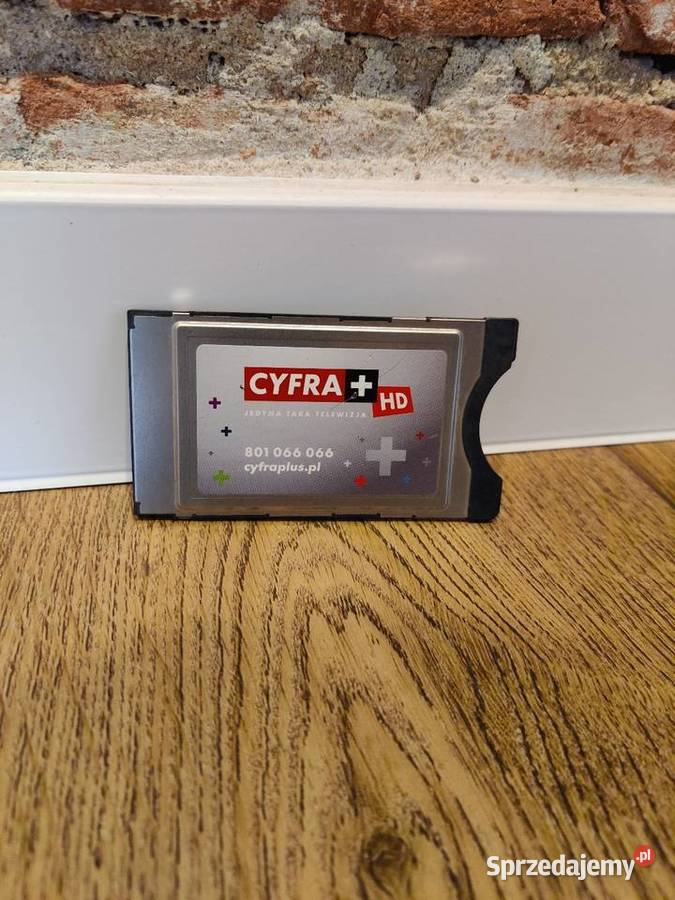 CYFRA+
HD
JEDYNA TAKA TELEWIZJA
801 066 066
cyfraplus.pl
Sprzedajemy.pl